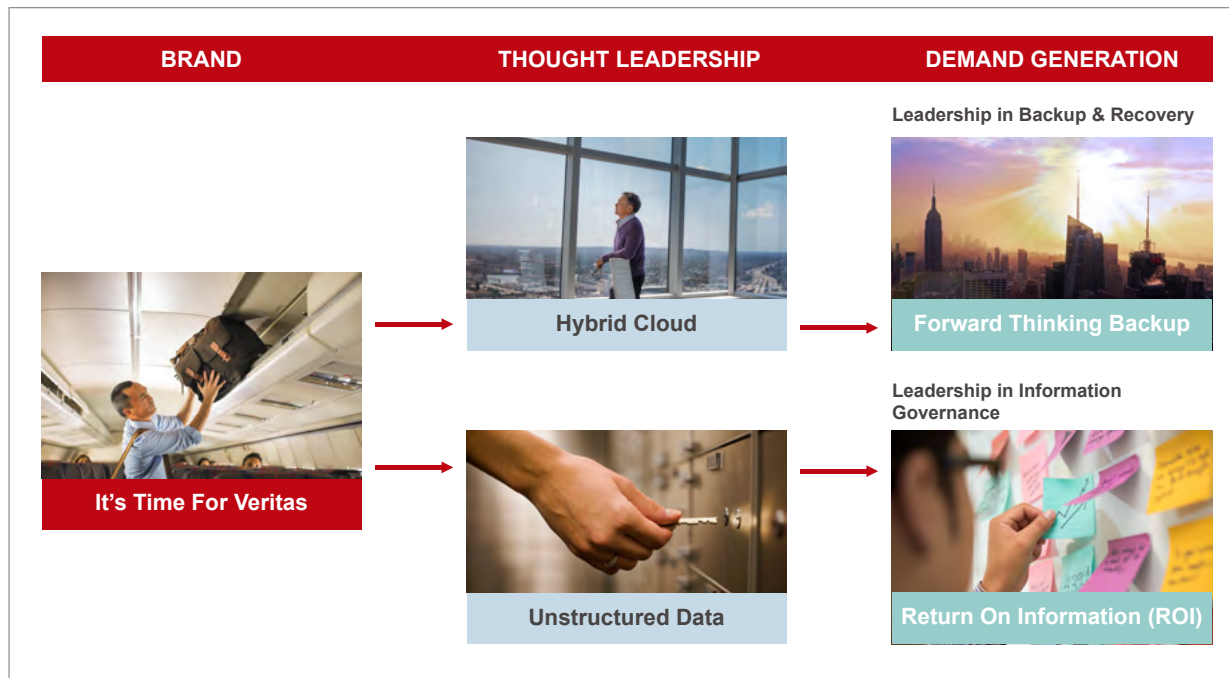 BRAND
THOUGHT LEADERSHIP
DEMAND GENERATION
Leadership in Backup & Recovery
Hybrid Cloud
Forward Thinking Backup
Leadership in Information
Governance
It’s Time For Veritas
Unstructured Data
Return On Information (ROI)